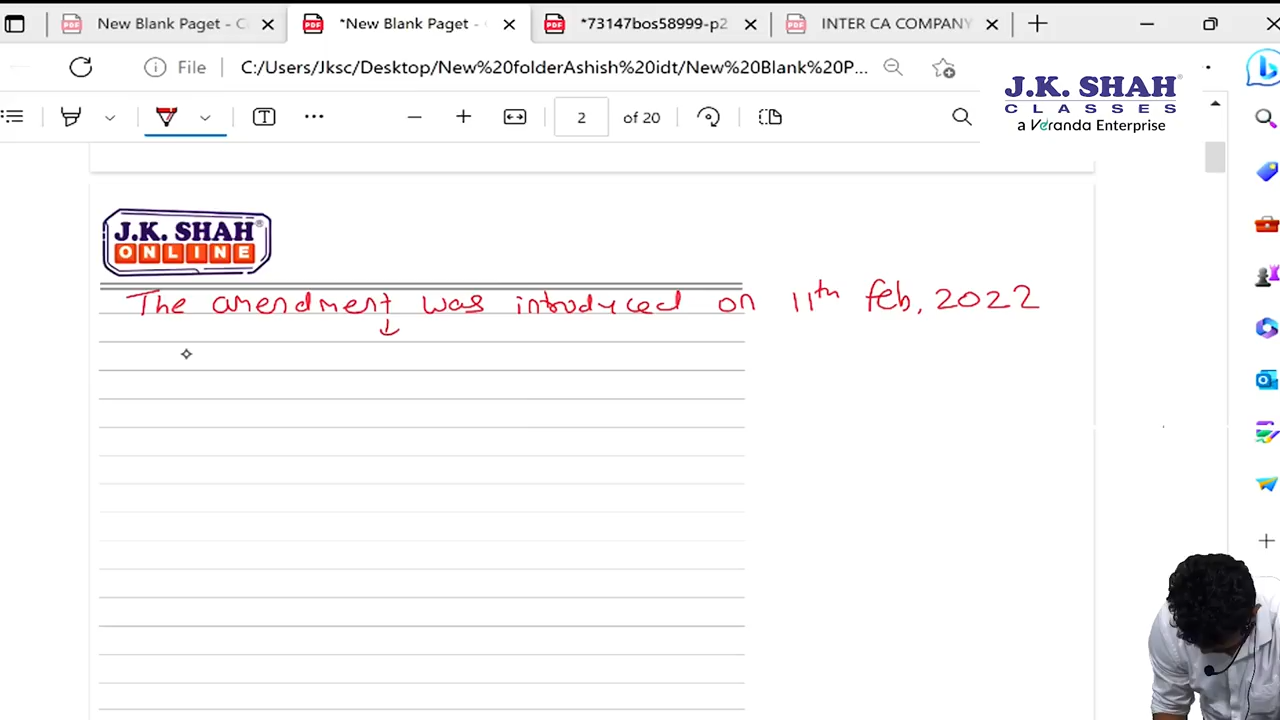 New Blank Paget - C
*New Blank Paget -
*73147bos58999-p2
INTER CA COMPANY
File
C:/Users/Jksc/Desktop/New%20folderAshish%20idt/New%20Blank%20P...
2 of 20
J.K. SHAH®
CLASSES
a Veranda Enterprise
J.K. SHAH®
ONLINE
The amendment was introduced on 11th Feb, 2022